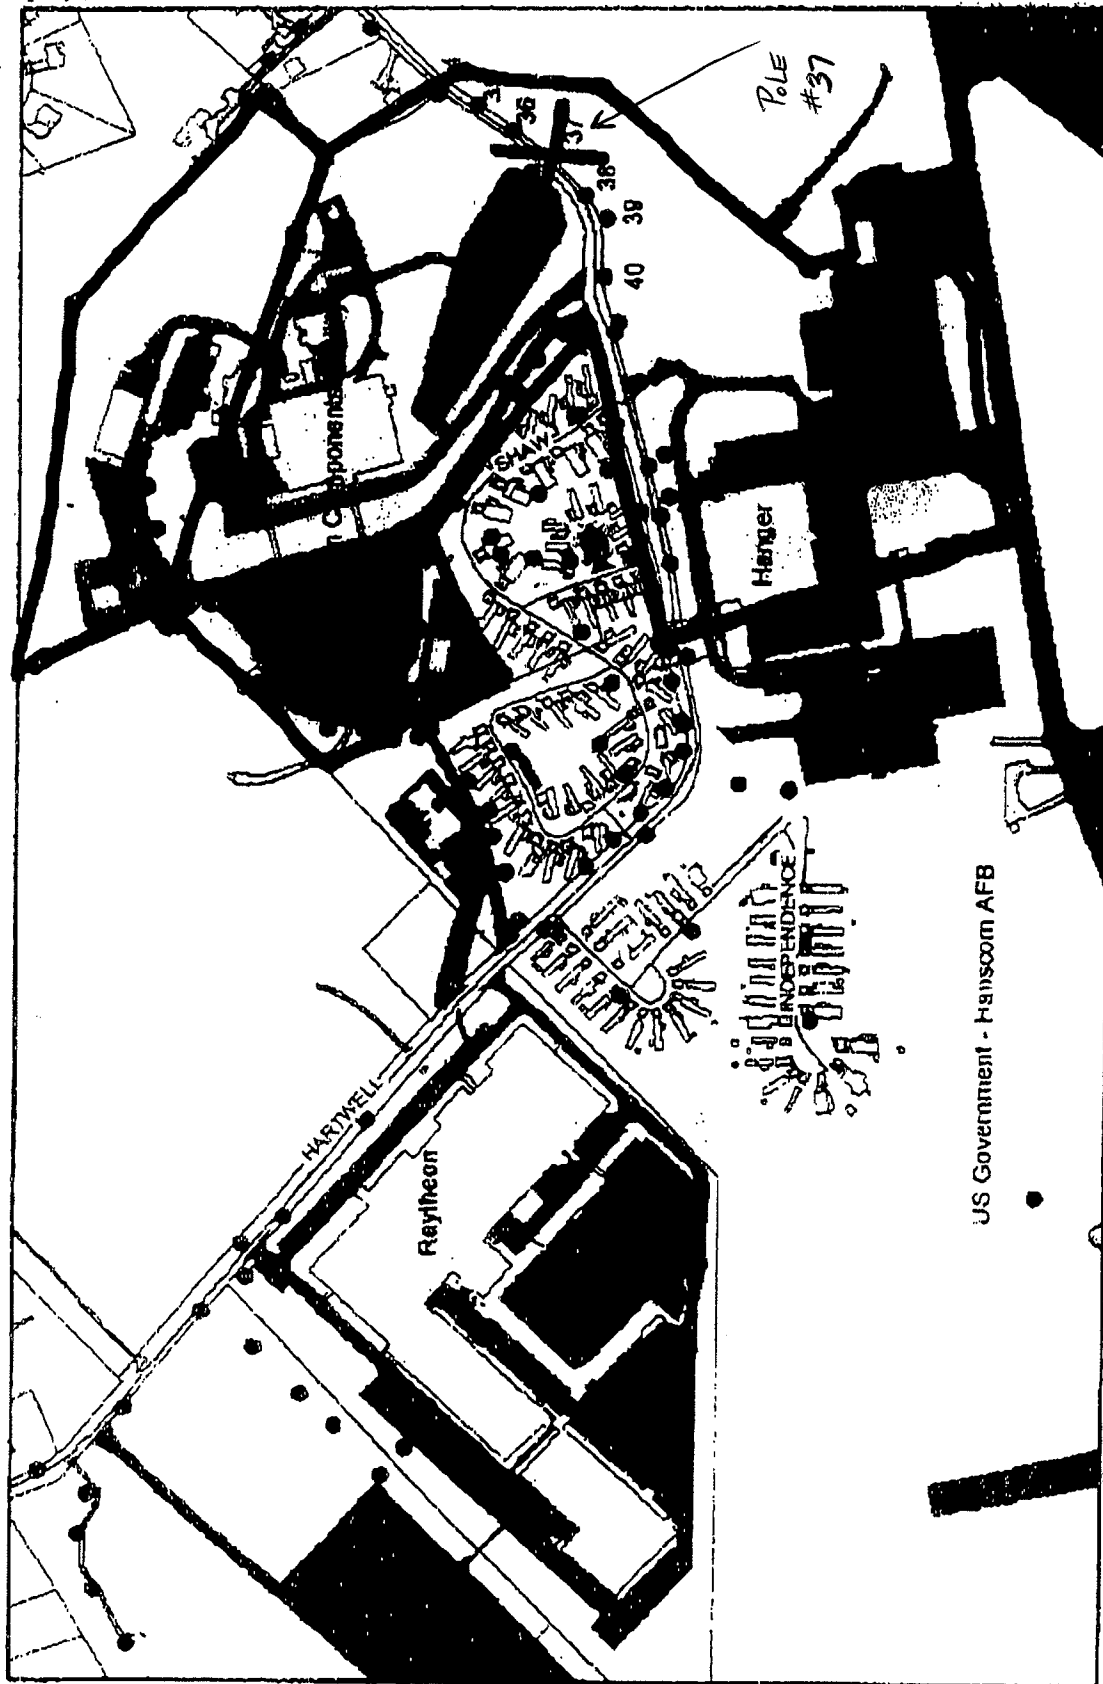 POLE
#37
36
37
38
39
40
SHAW
Hanger
HARTWELL
Raytheon
INDEPENDENCE
US Government - Hanscom AFB